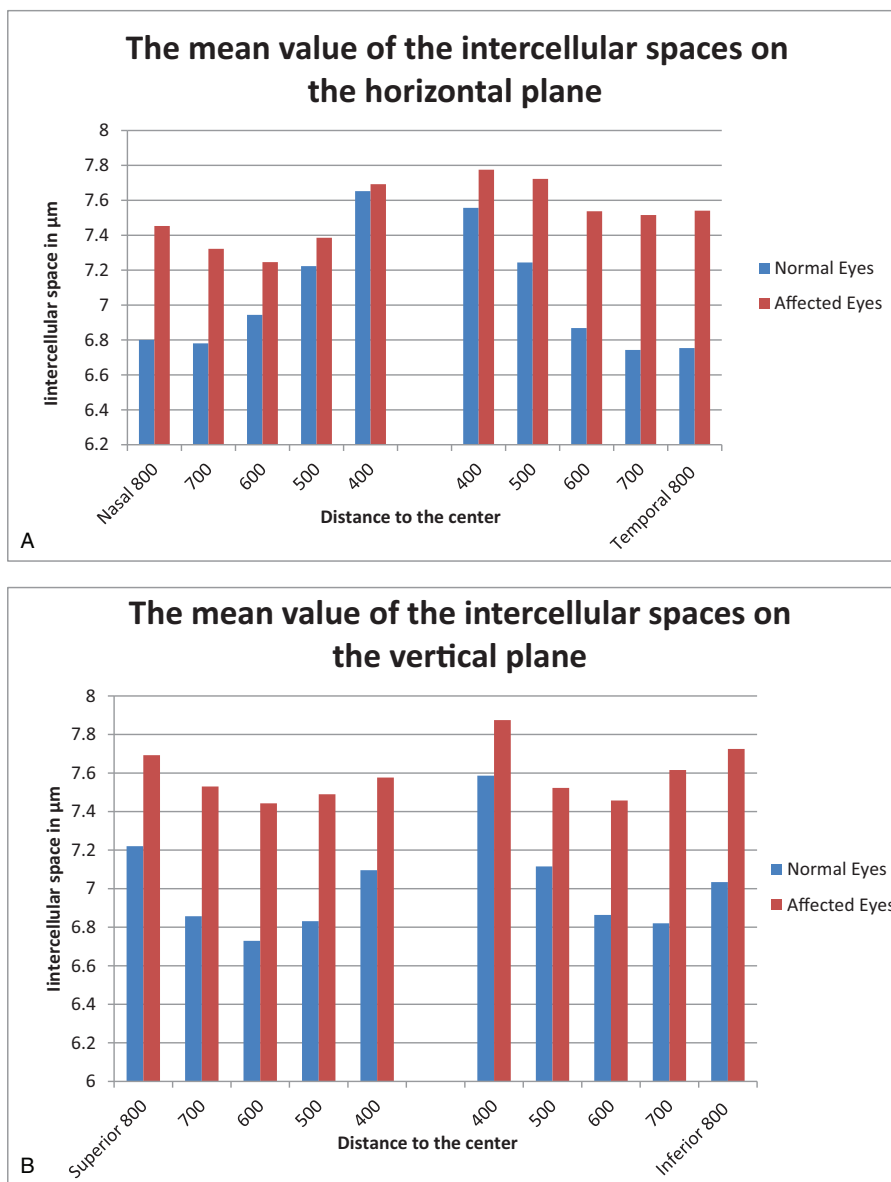 The mean value of the intercellular spaces on
the horizontal plane
8
7.8
7.6
7.4
7.2
7
6.8
6.6
6.4
6.2
Iintercellular space in µm
Nasal 800
700
600
500
400
400
500
600
700
Temporal 800
Distance to the center
Normal Eyes
Affected Eyes
A
The mean value of the intercellular spaces on
the vertical plane
8
7.8
7.6
7.4
7.2
7
6.8
6.6
6.4
6.2
6
Iintercellular space in µm
Superior 800
700
600
500
400
400
500
600
700
Inferior 800
Distance to the center
Normal Eyes
Affected Eyes
B